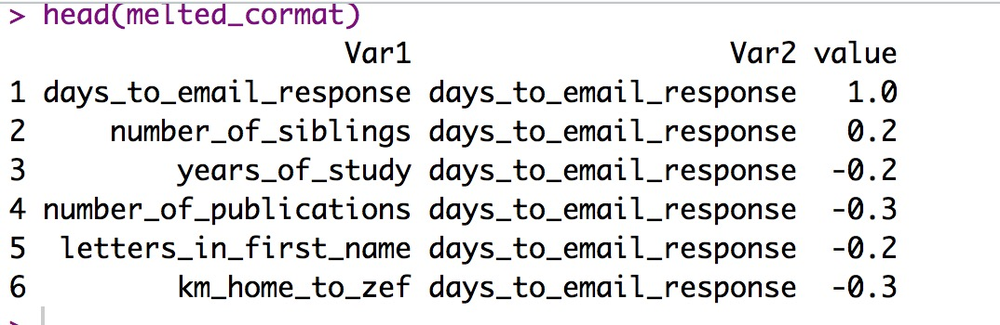 > head(melted_cormat)
Var1 Var2 value
1 days_to_email_response days_to_email_response 1.0
2 number_of_siblings days_to_email_response 0.2
3 years_of_study days_to_email_response -0.2
4 number_of_publications days_to_email_response -0.3
5 letters_in_first_name days_to_email_response -0.2
6 km_home_to_zef days_to_email_response -0.3
>